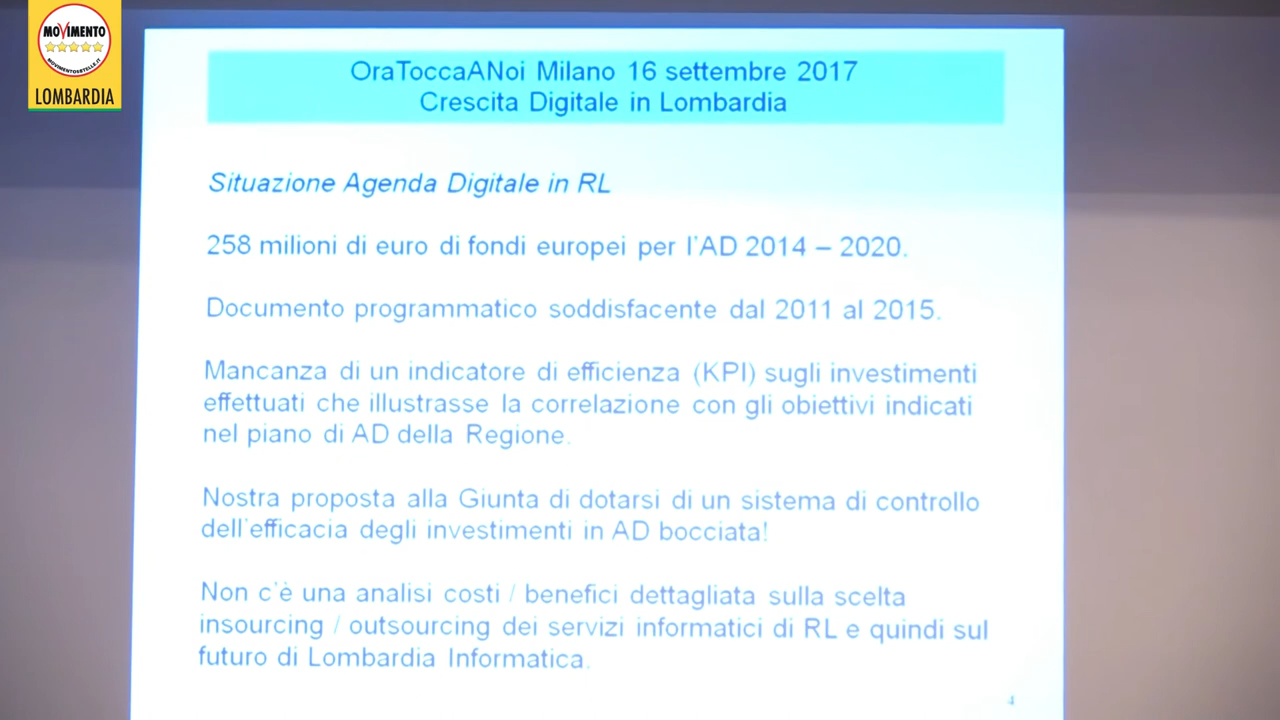 MOVIMENTO
MOVIMENTO5STELLE.IT
LOMBARDIA
OraToccaANoi Milano 16 settembre 2017
Crescita Digitale in Lombardia
Situazione Agenda Digitale in RL
258 milioni di euro di fondi europei per l'AD 2014 – 2020.
Documento programmatico soddisfacente dal 2011 al 2015.
Mancanza di un indicatore di efficienza (KPI) sugli investimenti
effettuati che illustrasse la correlazione con gli obiettivi indicati
nel piano di AD della Regione.
Nostra proposta alla Giunta di dotarsi di un sistema di controllo
dell'efficacia degli investimenti in AD bocciata!
Non c'è una analisi costi / benefici dettagliata sulla scelta
insourcing / outsourcing dei servizi informatici di RL e quindi sul
futuro di Lombardia Informatica.
4